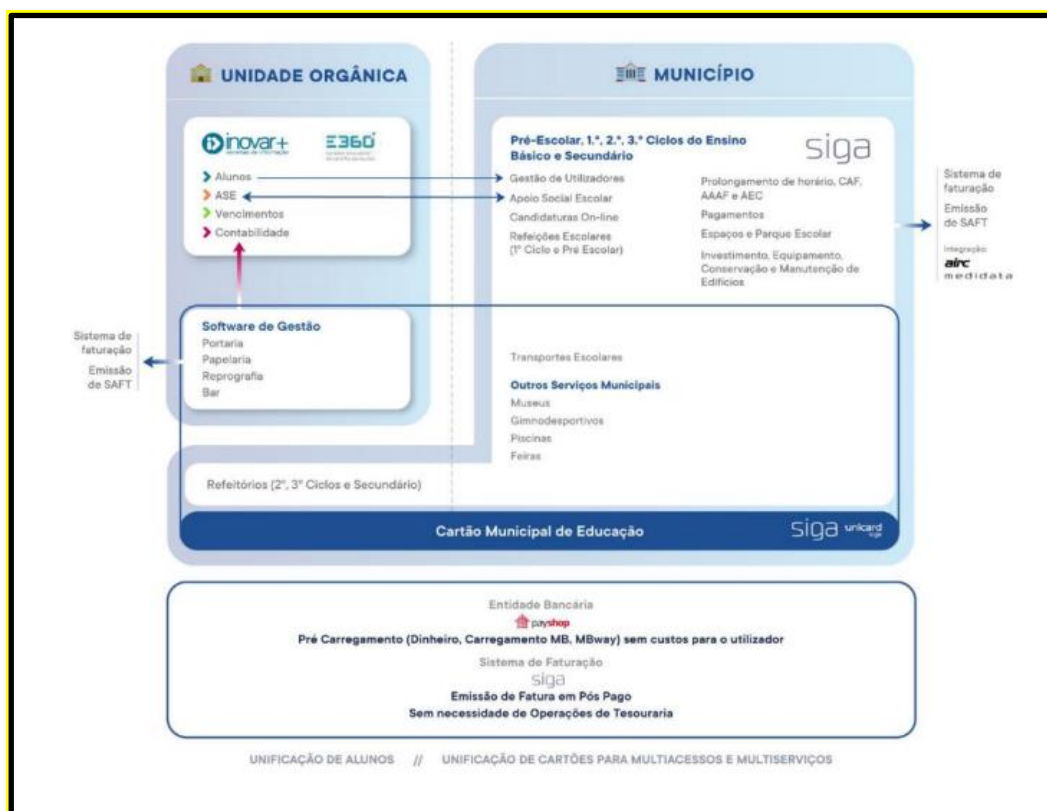 UNIDADE ORGÂNICA
inovar+
E360°
Alunos
ASE
Vencimentos
Contabilidade
Software de Gestão
Portaria
Papelaria
Reprografia
Bar
Sistema de
faturação
Emissão
de SAFT
MUNICÍPIO
Pré-Escolar, 1.º, 2.º, 3.º Ciclos do Ensino
Básico e Secundário
siga
Gestão de Utilizadores
Apoio Social Escolar
Candidaturas On-line
Refeições Escolares
(1º Ciclo e Pré Escolar)
Prolongamento de horário, CAF,
AAAF e AEC
Pagamentos
Espaços e Parque Escolar
Investimento, Equipamento,
Conservação e Manutenção de
Edifícios
Sistema de
faturação
Emissão
de SAFT
Integração:
airc
medidata
Transportes Escolares
Outros Serviços Municipais
Museus
Gimnodesportivos
Piscinas
Feiras
Refeitórios (2º, 3º Ciclos e Secundário)
Cartão Municipal de Educação
siga unicard
Entidade Bancária
payshop
Pré Carregamento (Dinheiro, Carregamento MB, MBway) sem custos para o utilizador
Sistema de Faturação
siga
Emissão de Fatura em Pós Pago
Sem necessidade de Operações de Tesouraria
UNIFICAÇÃO DE ALUNOS // UNIFICAÇÃO DE CARTÕES PARA MULTIACESSOS E MULTISERVIÇOS